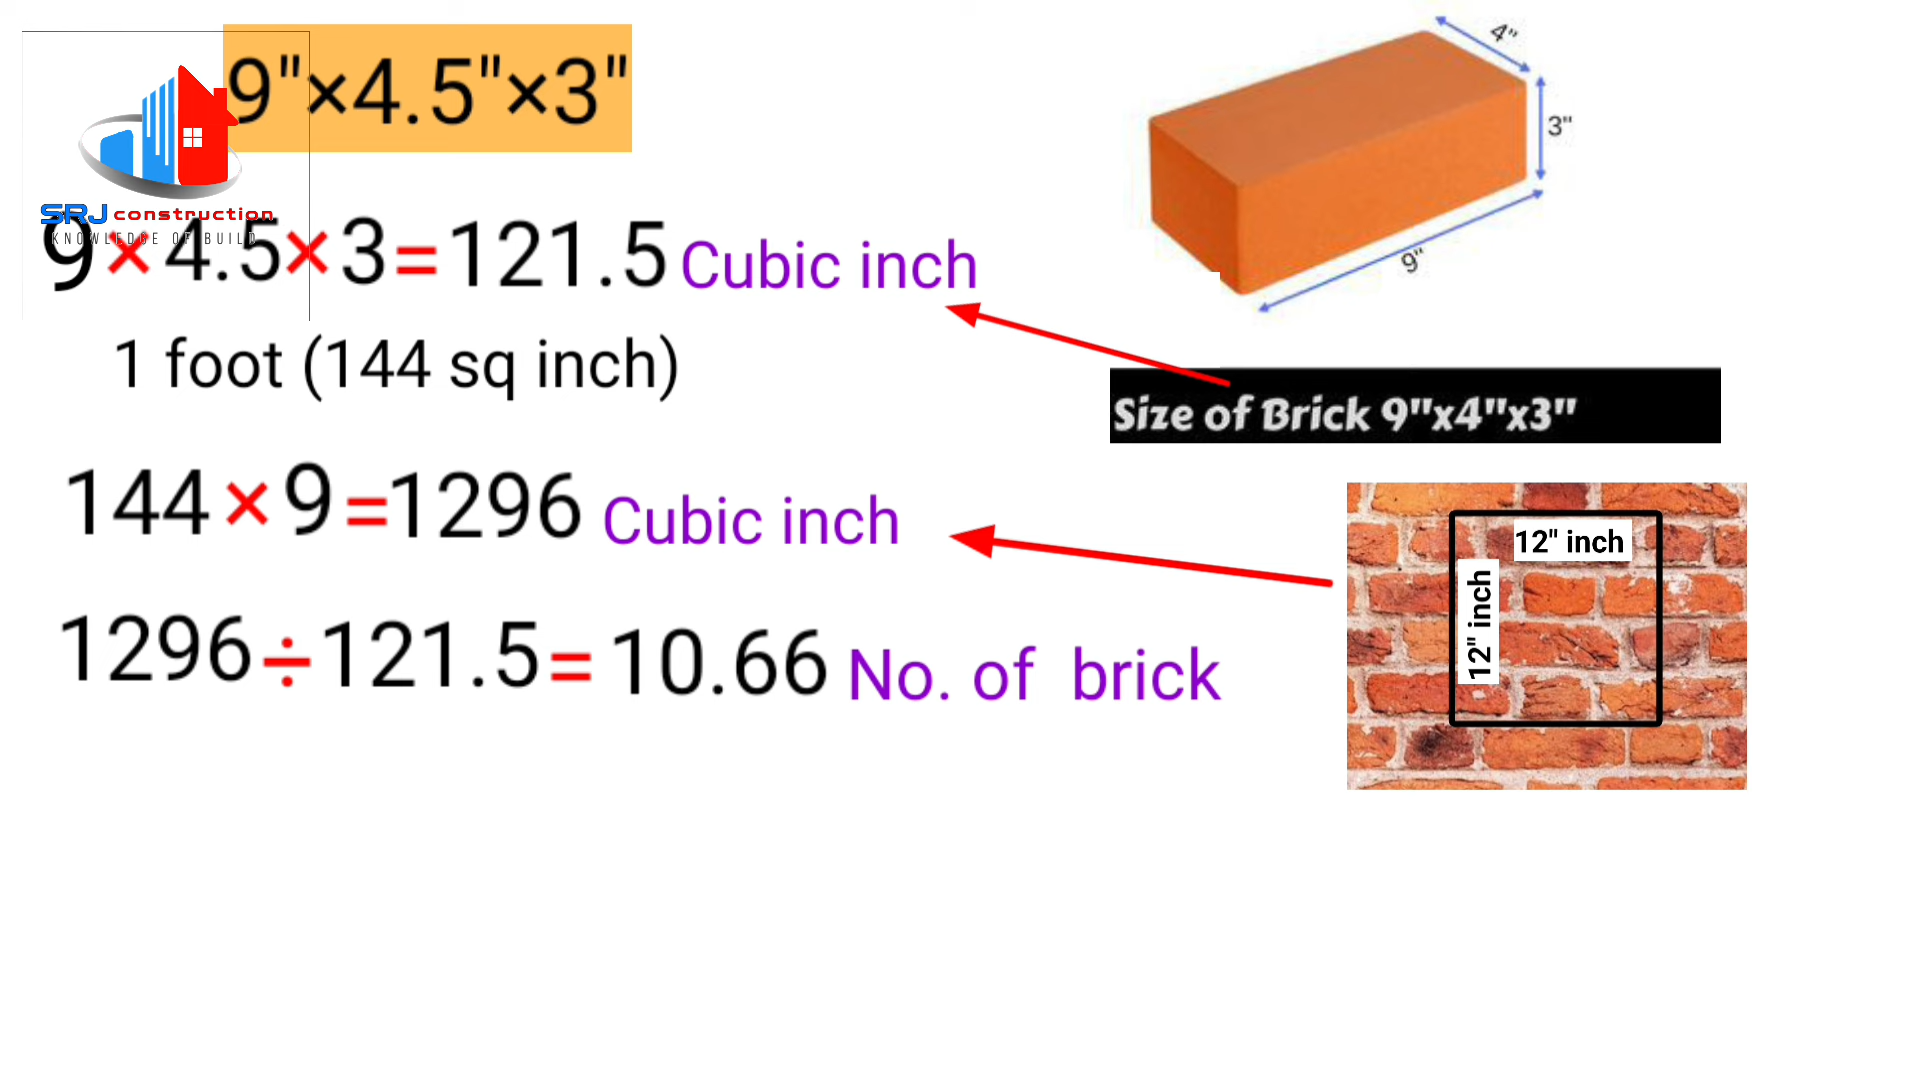 9"×4.5"×3"
SRJ construction
KNOWLEDGE OF BUILD
9×4.5×3=121.5 Cubic inch
1 foot (144 sq inch)
144×9=1296 Cubic inch
1296÷121.5=10.66 No. of brick
4"
3"
9"
Size of Brick 9"x4"x3"
12" inch
12" inch